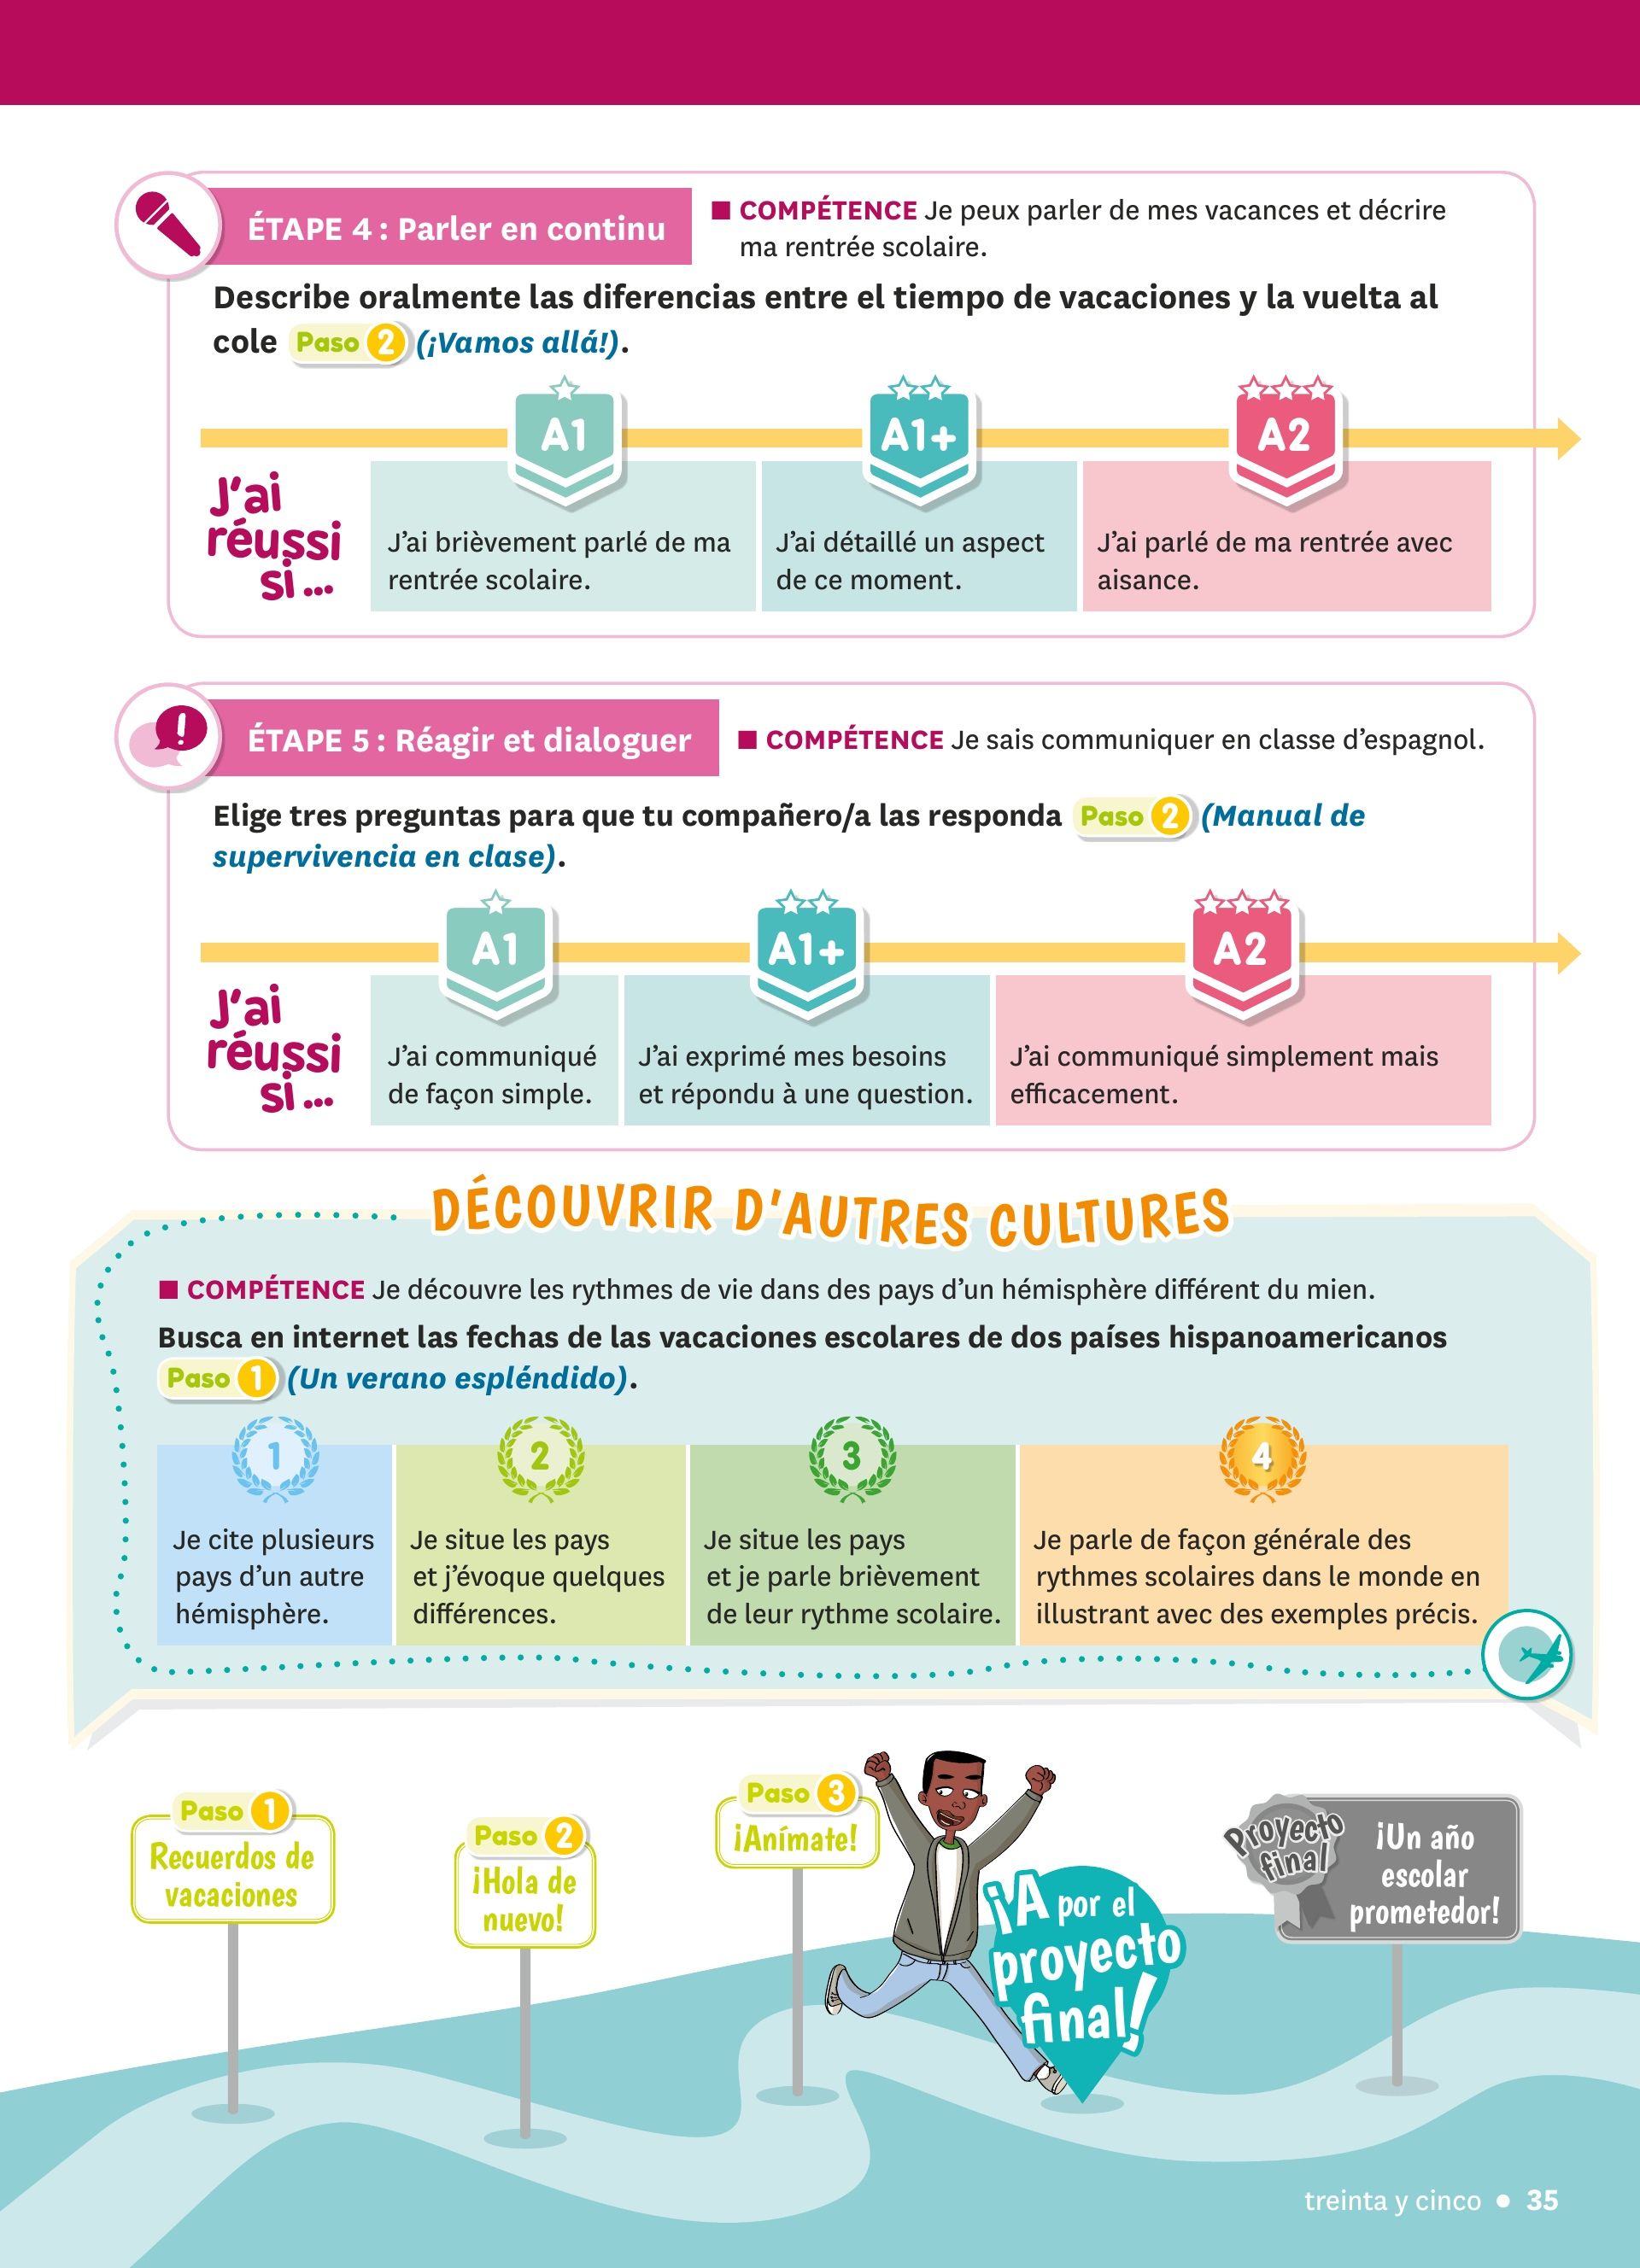 ÉTAPE 4 : Parler en continu
■ COMPÉTENCE Je peux parler de mes vacances et décrire
ma rentrée scolaire.
Describe oralmente las diferencias entre el tiempo de vacaciones y la vuelta al
cole Paso 2 (¡Vamos allá!).
A1
A1+
A2
J'ai
réussi
si ...
J'ai brièvement parlé de ma
rentrée scolaire.
J'ai détaillé un aspect
de ce moment.
J'ai parlé de ma rentrée avec
aisance.
ÉTAPE 5 : Réagir et dialoguer
■ COMPÉTENCE Je sais communiquer en classe d'espagnol.
Elige tres preguntas para que tu compañero/a las responda Paso 2 (Manual de
supervivencia en clase).
A1
A1+
A2
J'ai
réussi
si ...
J'ai communiqué
de façon simple.
J'ai exprimé mes besoins
et répondu à une question.
J'ai communiqué simplement mais
efficacement.
DÉCOUVRIR D'AUTRES CULTURES
■ COMPÉTENCE Je découvre les rythmes de vie dans des pays d'un hémisphère différent du mien.
Busca en internet las fechas de las vacaciones escolares de dos países hispanoamericanos
Paso 1 (Un verano espléndido).
1
Je cite plusieurs
pays d'un autre
hémisphère.
2
Je situe les pays
et j'évoque quelques
différences.
3
Je situe les pays
et je parle brièvement
de leur rythme scolaire.
4
Je parle de façon générale des
rythmes scolaires dans le monde en
illustrant avec des exemples précis.
Paso 1
Recuerdos de
vacaciones
Paso 2
¡Hola de
nuevo!
Paso 3
¡Anímate!
¡A por el
proyecto
final!
Proyecto
final
¡Un año
escolar
prometedor!
treinta y cinco • 35